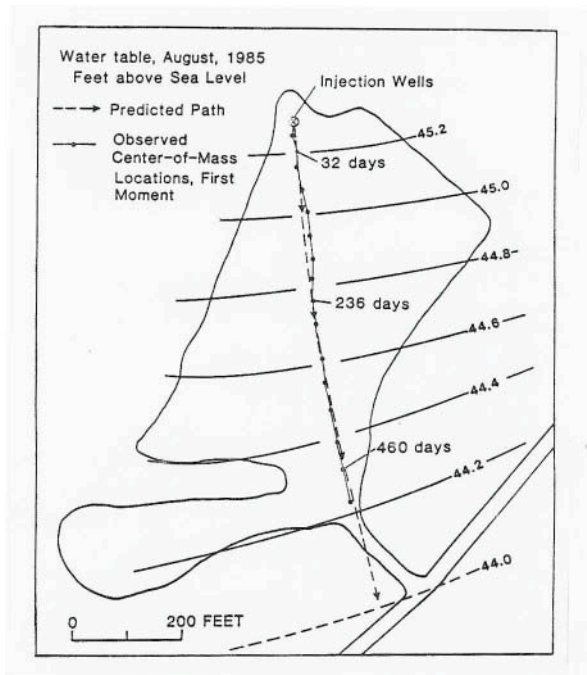 Water table, August, 1985
Feet above Sea Level
Predicted Path
Observed
Center-of-Mass
Locations, First
Moment
Injection Wells
45.2
32 days
45.0
44.8
236 days
44.6
44.4
460 days
44.2
44.0
0 200 FEET